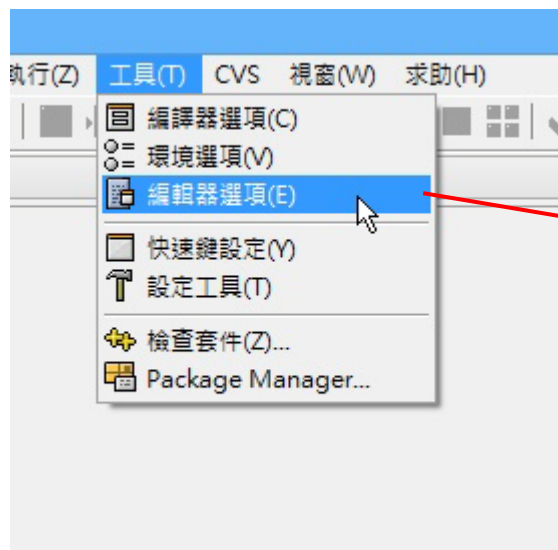 執行(Z) 工具(T) CVS 視窗(W) 求助(H)
編譯器選項(C)
環境選項(V)
編輯器選項(E)
快速鍵設定(Y)
設定工具(T)
檢查套件(Z)...
Package Manager...